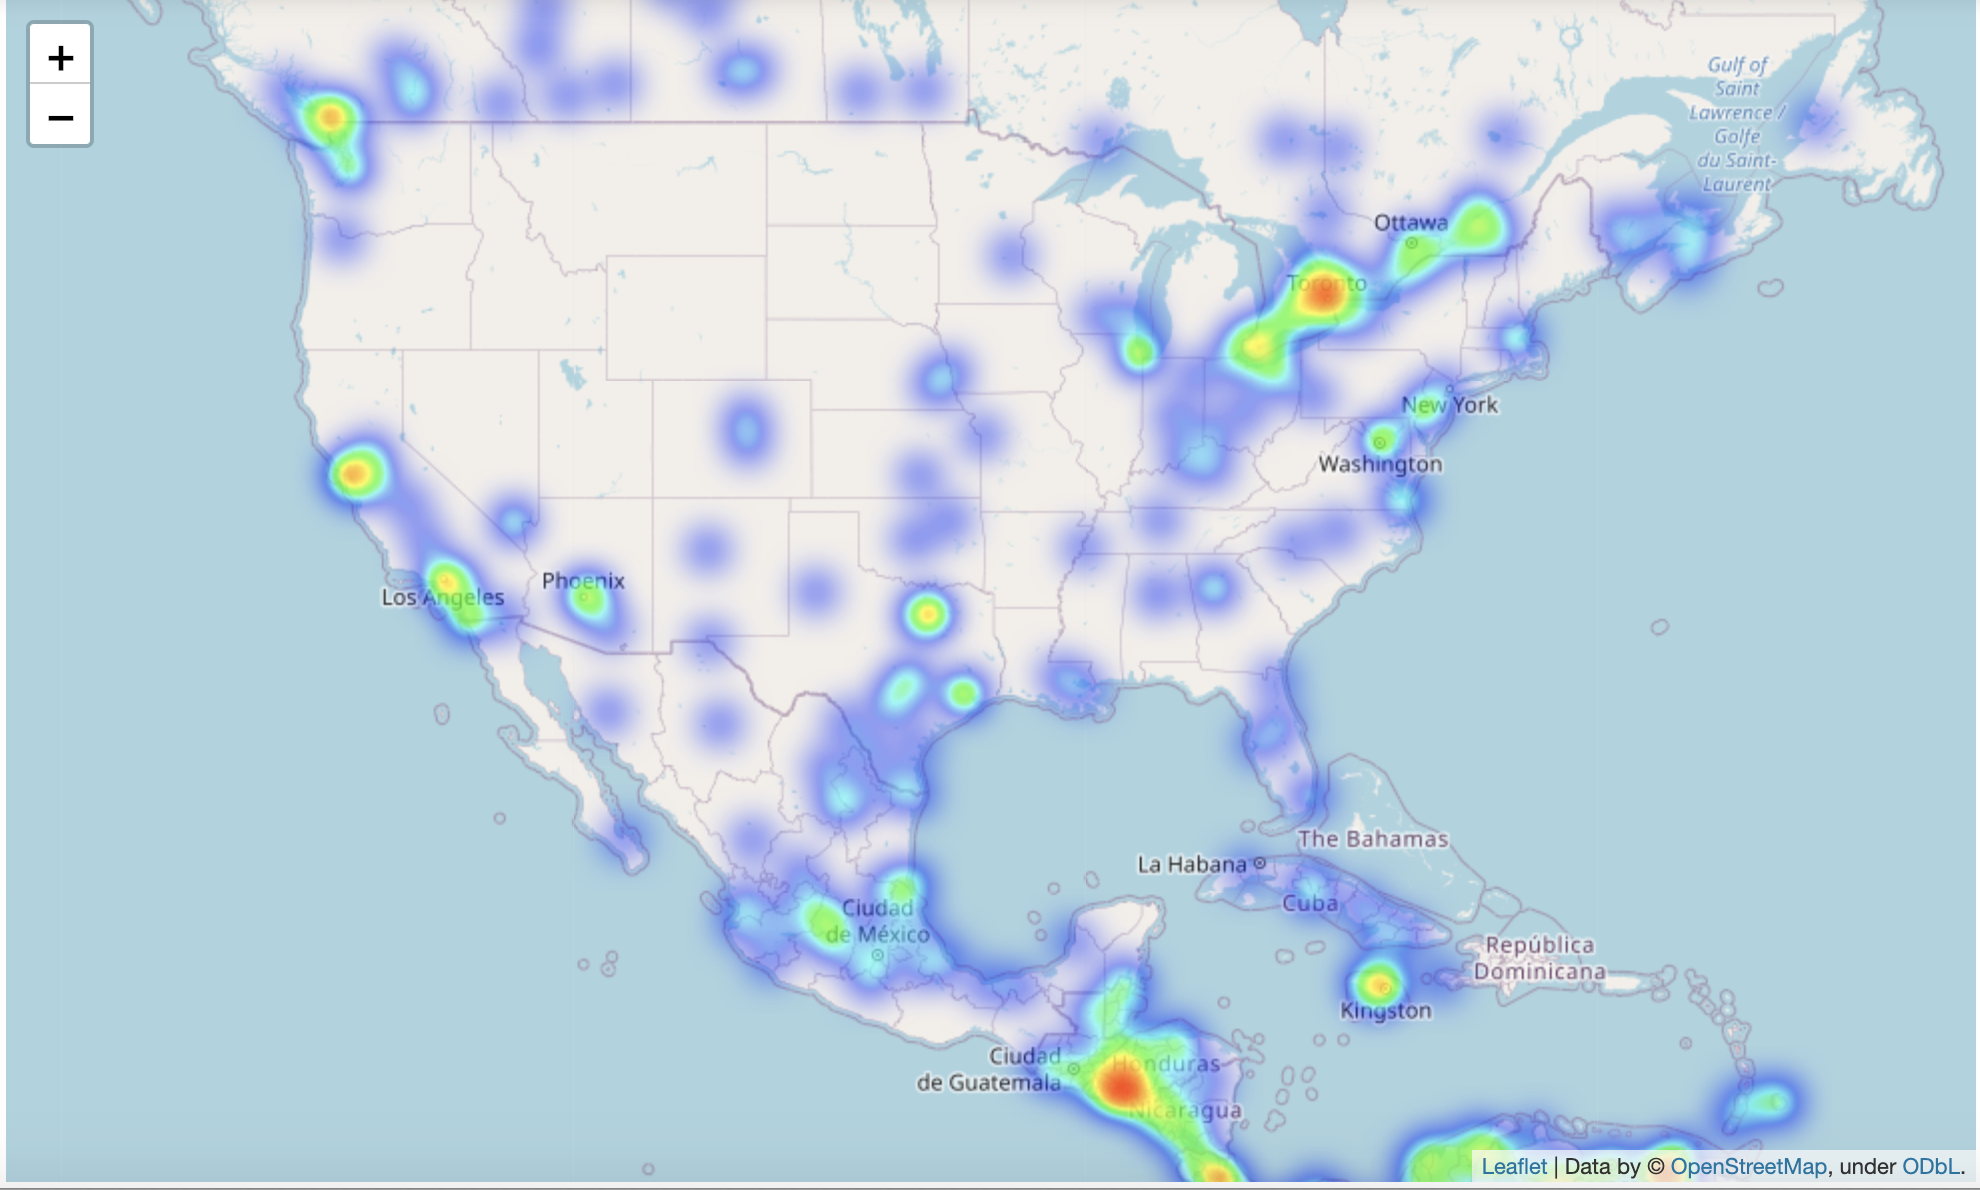 +
−
Gulf of
Saint
Lawrence /
Golfe
du Saint-
Laurent
Ottawa
Toronto
New York
Washington
Phoenix
Los Angeles
The Bahamas
La Habana
Cuba
Ciudad
de México
República
Dominicana
Kingston
Ciudad
de Guatemala
Honduras
Nicaragua
Leaflet | Data by © OpenStreetMap, under ODbL.